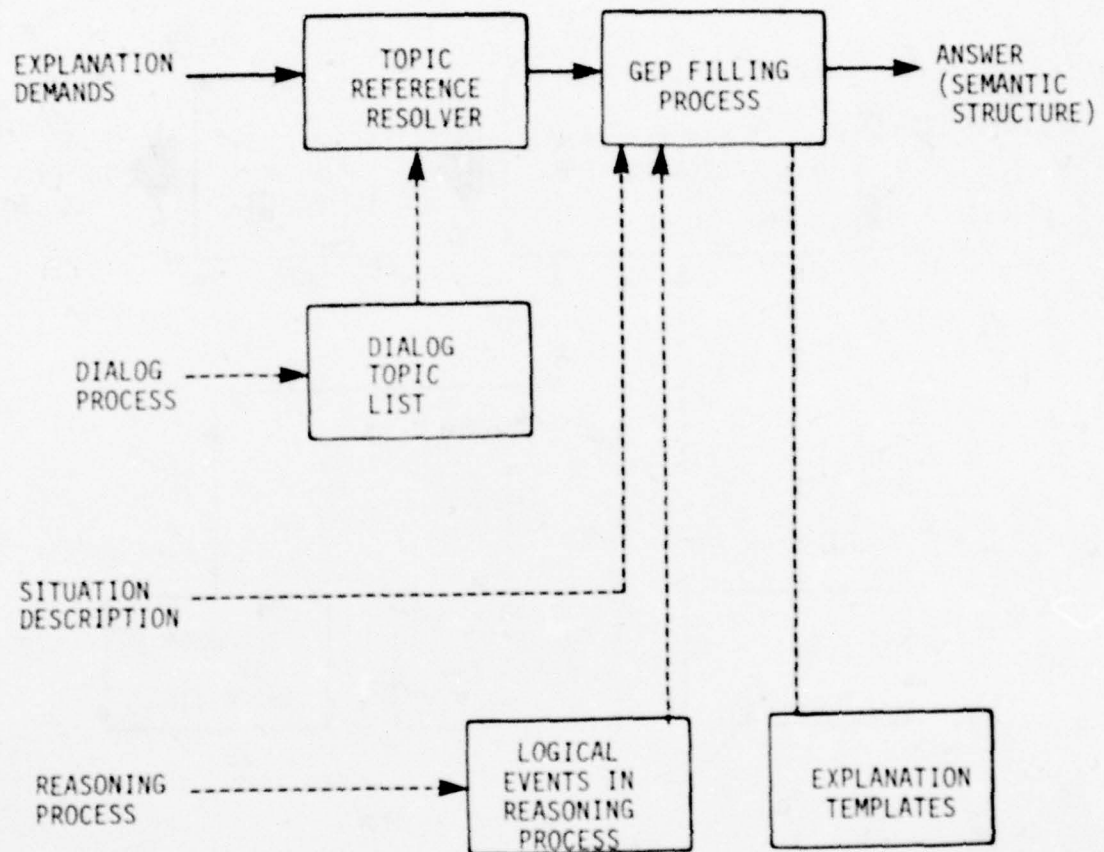 EXPLANATION
DEMANDS
TOPIC
REFERENCE
RESOLVER
GEP FILLING
PROCESS
ANSWER
(SEMANTIC
STRUCTURE)
DIALOG
PROCESS
DIALOG
TOPIC
LIST
SITUATION
DESCRIPTION
REASONING
PROCESS
LOGICAL
EVENTS IN
REASONING
PROCESS
EXPLANATION
TEMPLATES